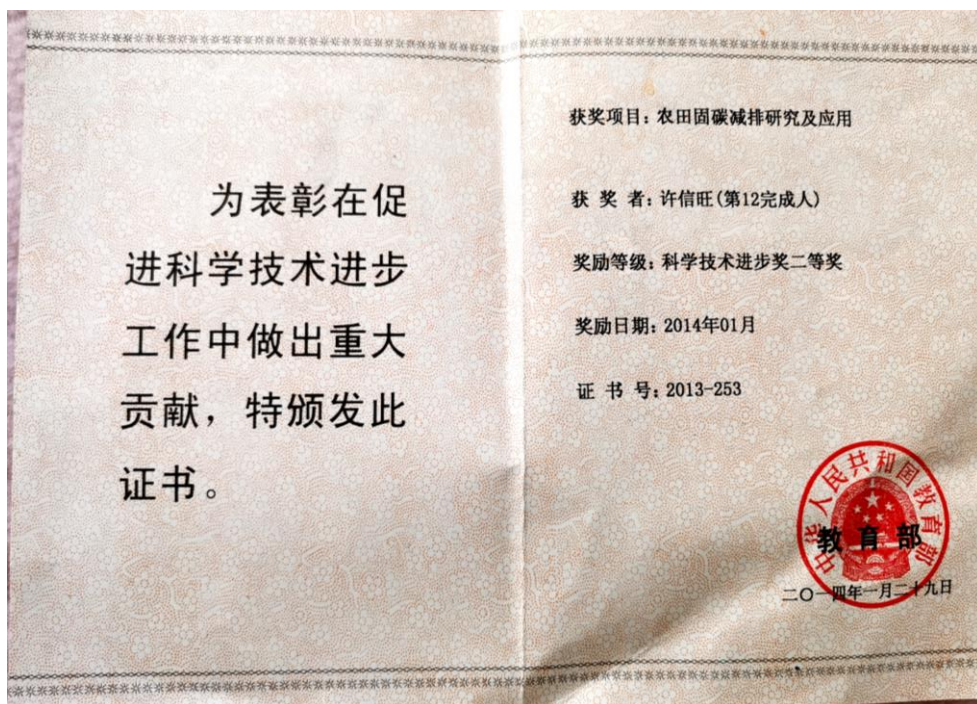 为表彰在促
进科学技术进步
工作中做出重大
贡献，特颁发此
证书。
获奖项目：农田固碳减排研究及应用
获 奖 者：许信旺(第12完成人)
奖励等级：科学技术进步奖二等奖
奖励日期：2014年01月
证 书 号：2013-253
中华人民共和国教育部
教育部
二〇一四年一月二十九日